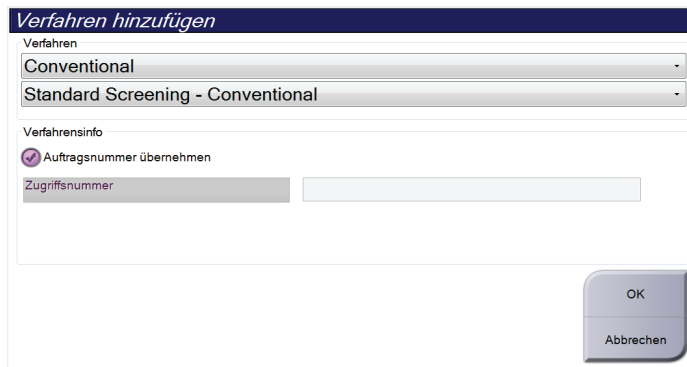 Verfahren hinzufügen
Verfahren
Conventional
Standard Screening - Conventional
Verfahrensinfo
Auftragsnummer übernehmen
Zugriffsnummer
OK
Abbrechen